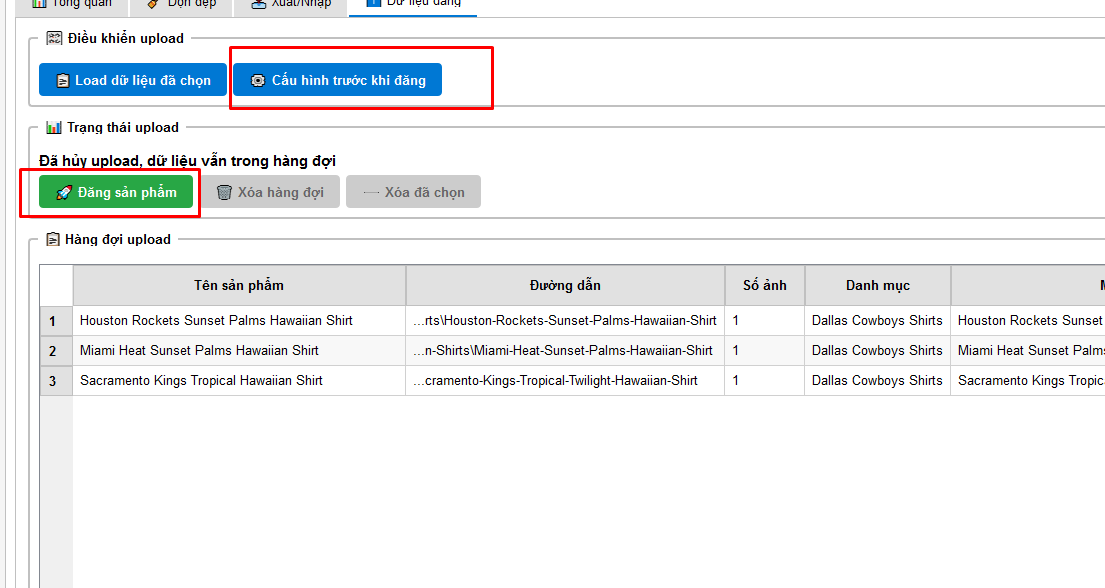 Tổng quan Dọn dẹp Xuất/Nhập Dữ liệu đăng
Điều khiển upload
Load dữ liệu đã chọn Cấu hình trước khi đăng
Trạng thái upload
Đã hủy upload, dữ liệu vẫn trong hàng đợi
Đăng sản phẩm Xóa hàng đợi Xóa đã chọn
Hàng đợi upload
Tên sản phẩm Đường dẫn Số ảnh Danh mục
1 Houston Rockets Sunset Palms Hawaiian Shirt ...rts\Houston-Rockets-Sunset-Palms-Hawaiian-Shirt 1 Dallas Cowboys Shirts Houston Rockets Sunset
2 Miami Heat Sunset Palms Hawaiian Shirt ...n-Shirts\Miami-Heat-Sunset-Palms-Hawaiian-Shirt 1 Dallas Cowboys Shirts Miami Heat Sunset Palms
3 Sacramento Kings Tropical Hawaiian Shirt ...cramento-Kings-Tropical-Twilight-Hawaiian-Shirt 1 Dallas Cowboys Shirts Sacramento Kings Tropic